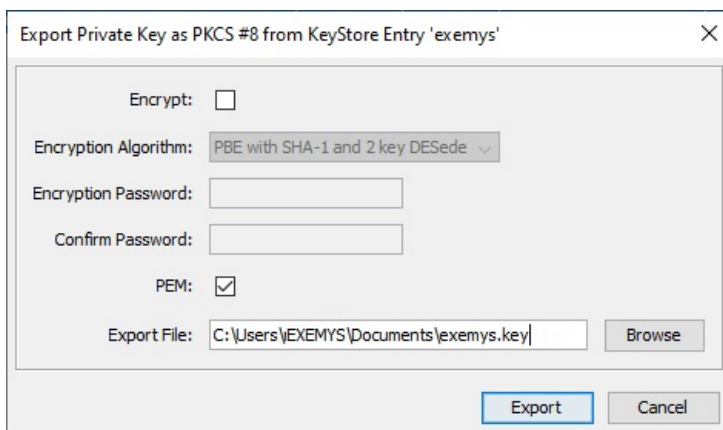 Export Private Key as PKCS #8 from KeyStore Entry 'exemys'
Encrypt:
Encryption Algorithm: PBE with SHA-1 and 2 key DESede
Encryption Password:
Confirm Password:
PEM:
Export File: C:\Users\EXEMYS\Documents\exemys.key Browse
Export Cancel